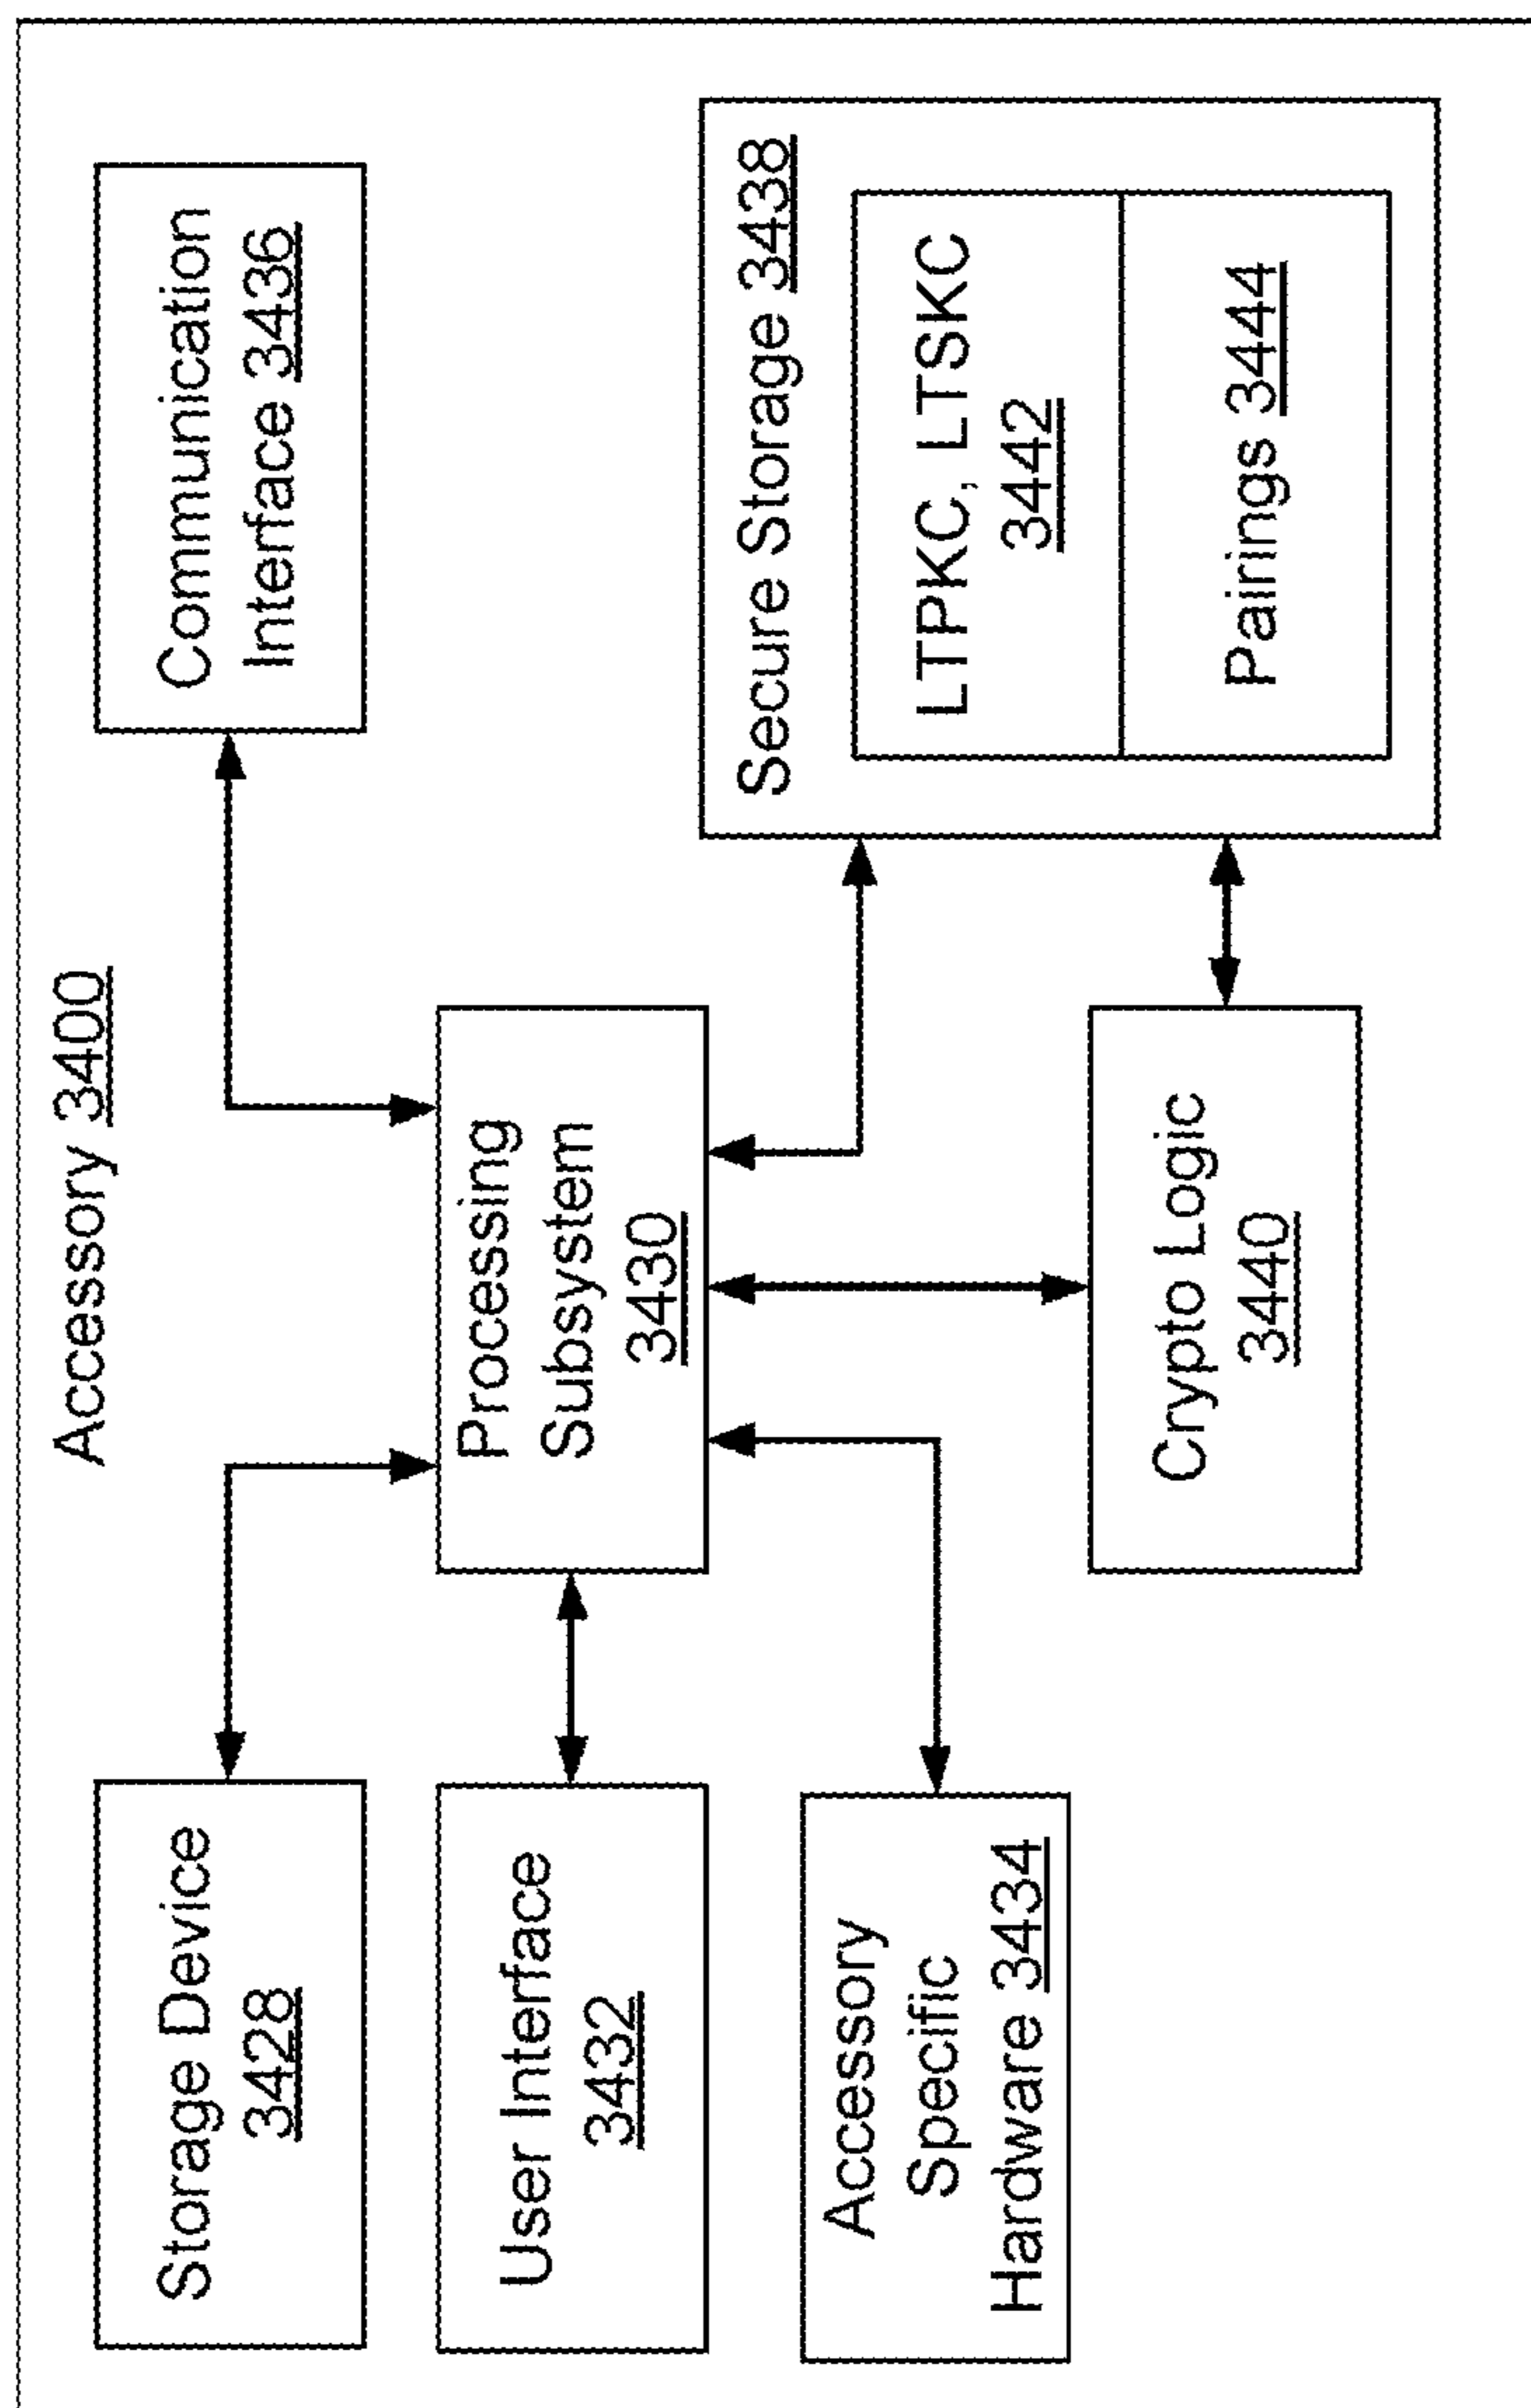 Accessory 3400
Storage Device
3428
Communication
Interface 3436
User Interface
3432
Processing
Subsystem
3430
Accessory
Specific
Hardware 3434
Secure Storage 3438
LTPKC, LTSKC
3442
Pairings 3444
Crypto Logic
3440